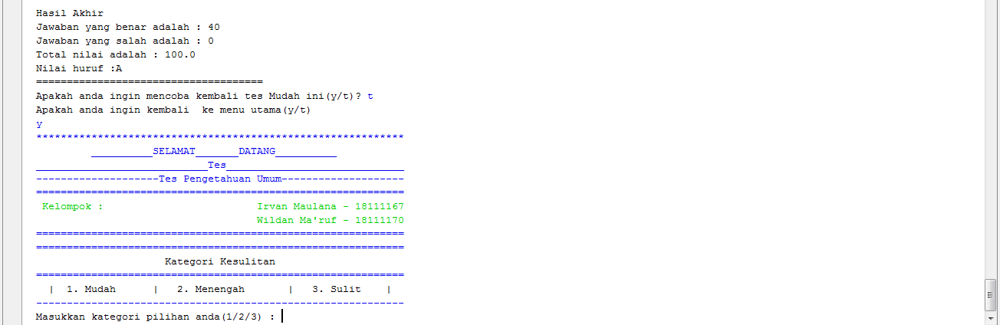 Hasil Akhir
Jawaban yang benar adalah : 40
Jawaban yang salah adalah : 0
Total nilai adalah : 100.0
Nilai huruf :A
=====================================
Apakah anda ingin mencoba kembali tes Mudah ini(y/t)? t
Apakah anda ingin kembali  ke menu utama(y/t)
y
************************************************************
__________SELAMAT_______DATANG__________
____________________________Tes_____________________________
--------------------Tes Pengetahuan Umum--------------------
============================================================
Kelompok :                         Irvan Maulana - 18111167
Wildan Ma'ruf - 18111170
============================================================
============================================================
Kategori Kesulitan
============================================================
|  1. Mudah      |   2. Menengah       |   3. Sulit    |
------------------------------------------------------------
Masukkan kategori pilihan anda(1/2/3) :